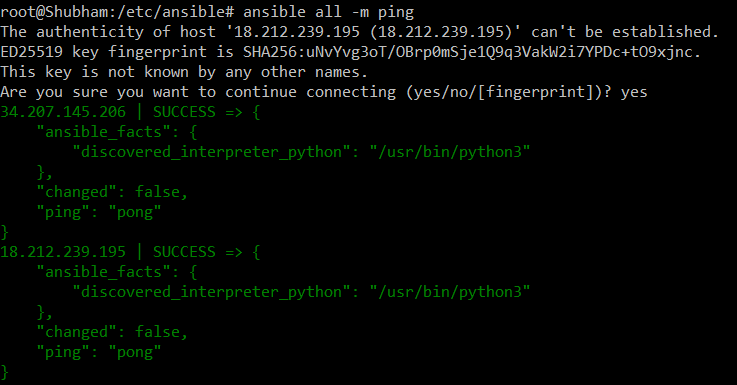 root@Shubham:/etc/ansible# ansible all -m ping
The authenticity of host '18.212.239.195 (18.212.239.195)' can't be established.
ED25519 key fingerprint is SHA256:uNvYvg3oT/OBrp0mSje1Q9q3VakW2i7YPDc+tO9xjnc.
This key is not known by any other names.
Are you sure you want to continue connecting (yes/no/[fingerprint])? yes
34.207.145.206 | SUCCESS => {
    "ansible_facts": {
        "discovered_interpreter_python": "/usr/bin/python3"
    },
    "changed": false,
    "ping": "pong"
}
18.212.239.195 | SUCCESS => {
    "ansible_facts": {
        "discovered_interpreter_python": "/usr/bin/python3"
    },
    "changed": false,
    "ping": "pong"
}